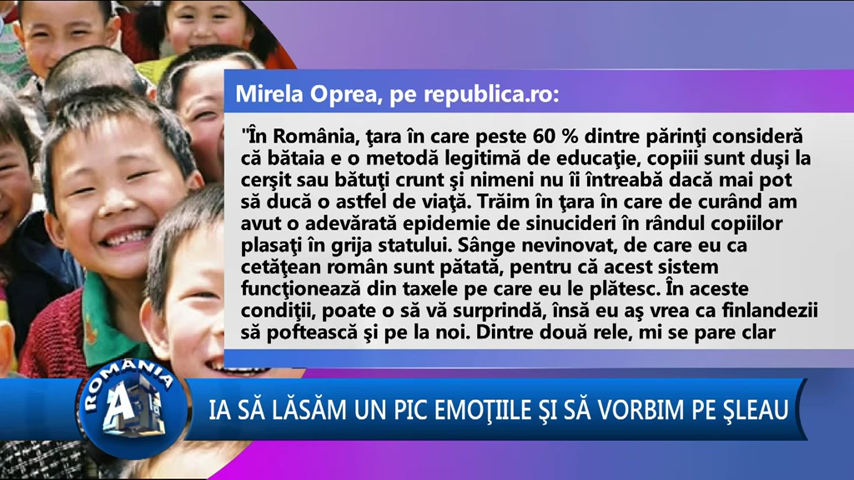 Mirela Oprea, pe republica.ro:
"În România, ţara în care peste 60 % dintre părinţi consideră
că bătaia e o metodă legitimă de educaţie, copiii sunt duşi la
cerşit sau bătuţi crunt şi nimeni nu îi întreabă dacă mai pot
să ducă o astfel de viaţă. Trăim în ţara în care de curând am
avut o adevărată epidemie de sinucideri în rândul copiilor
plasaţi în grija statului. Sânge nevinovat, de care eu ca
cetăţean român sunt pătată, pentru că acest sistem
funcţionează din taxele pe care eu le plătesc. În aceste
condiţii, poate o să vă surprindă, însă eu aş vrea ca finlandezii
să poftească şi pe la noi. Dintre două rele, mi se pare clar
ROMÂNIA
IA SĂ LĂSĂM UN PIC EMOŢIILE ŞI SĂ VORBIM PE ŞLEAU